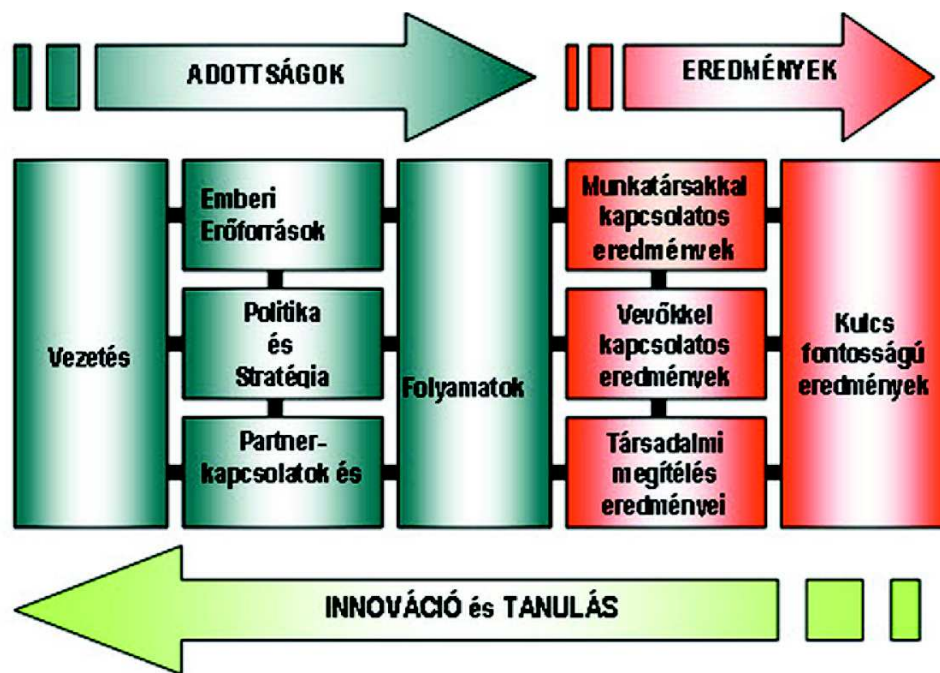 ADOTTSÁGOK
EREDMÉNYEK
Vezetés
Emberi
Erőforrások
Politika
és
Stratégia
Partner-
kapcsolatok és
Folyamatok
Munkatársakkal
kapcsolatos
eredmények
Vevőkkel
kapcsolatos
eredmények
Társadalmi
megítélés
eredményei
Kulcs
fontosságú
eredmények
INNOVÁCIÓ és TANULÁS